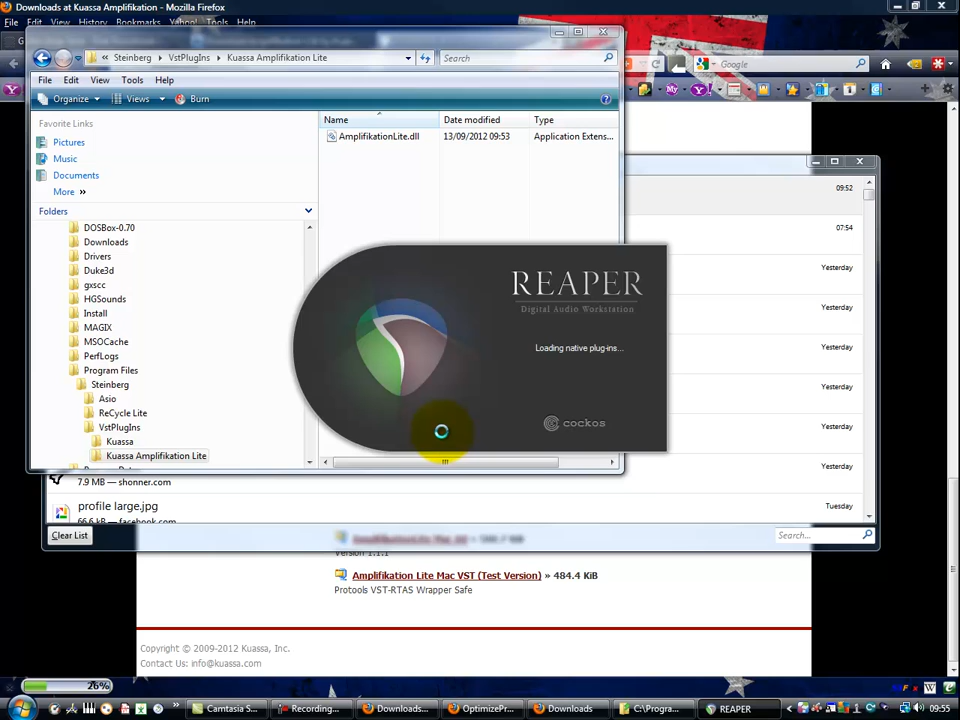 Downloads at Kuassa Amplifikation - Mozilla Firefox
File Edit View History Bookmarks Yahoo! Tools Help
« Steinberg VstPlugIns Kuassa Amplifikation Lite
Search
Google
File Edit View Tools Help
Organize Views Burn
Favorite Links
Pictures
Music
Documents
More »
Folders
DOSBox-0.70
Downloads
Drivers
Duke3d
gxscc
HGSounds
Install
MAGIX
MSOCache
PerfLogs
Program Files
Steinberg
Asio
ReCycle Lite
VstPlugIns
Kuassa
Kuassa Amplifikation Lite
Name Date modified Type
AmplifikationLite.dll 13/09/2012 09:53 Application Extens...
09:52
07:54
Yesterday
Yesterday
Yesterday
Yesterday
Yesterday
Yesterday
Yesterday
Tuesday
REAPER
Digital Audio Workstation
Loading native plug-ins...
cockos
7.9 MB - shonner.com
profile large.jpg
66.6 kB - facebook.com
Clear List
Search...
Version 1.1.1
Amplifikation Lite Mac VST (Test Version) » 484.4 KiB
Protools VST-RTAS Wrapper Safe
Copyright © 2009-2012 Kuassa, Inc.
Contact Us: info@kuassa.com
26%
Camtasia S... Recording... Downloads... OptimizePr... Downloads C:\Progra... REAPER 09:55